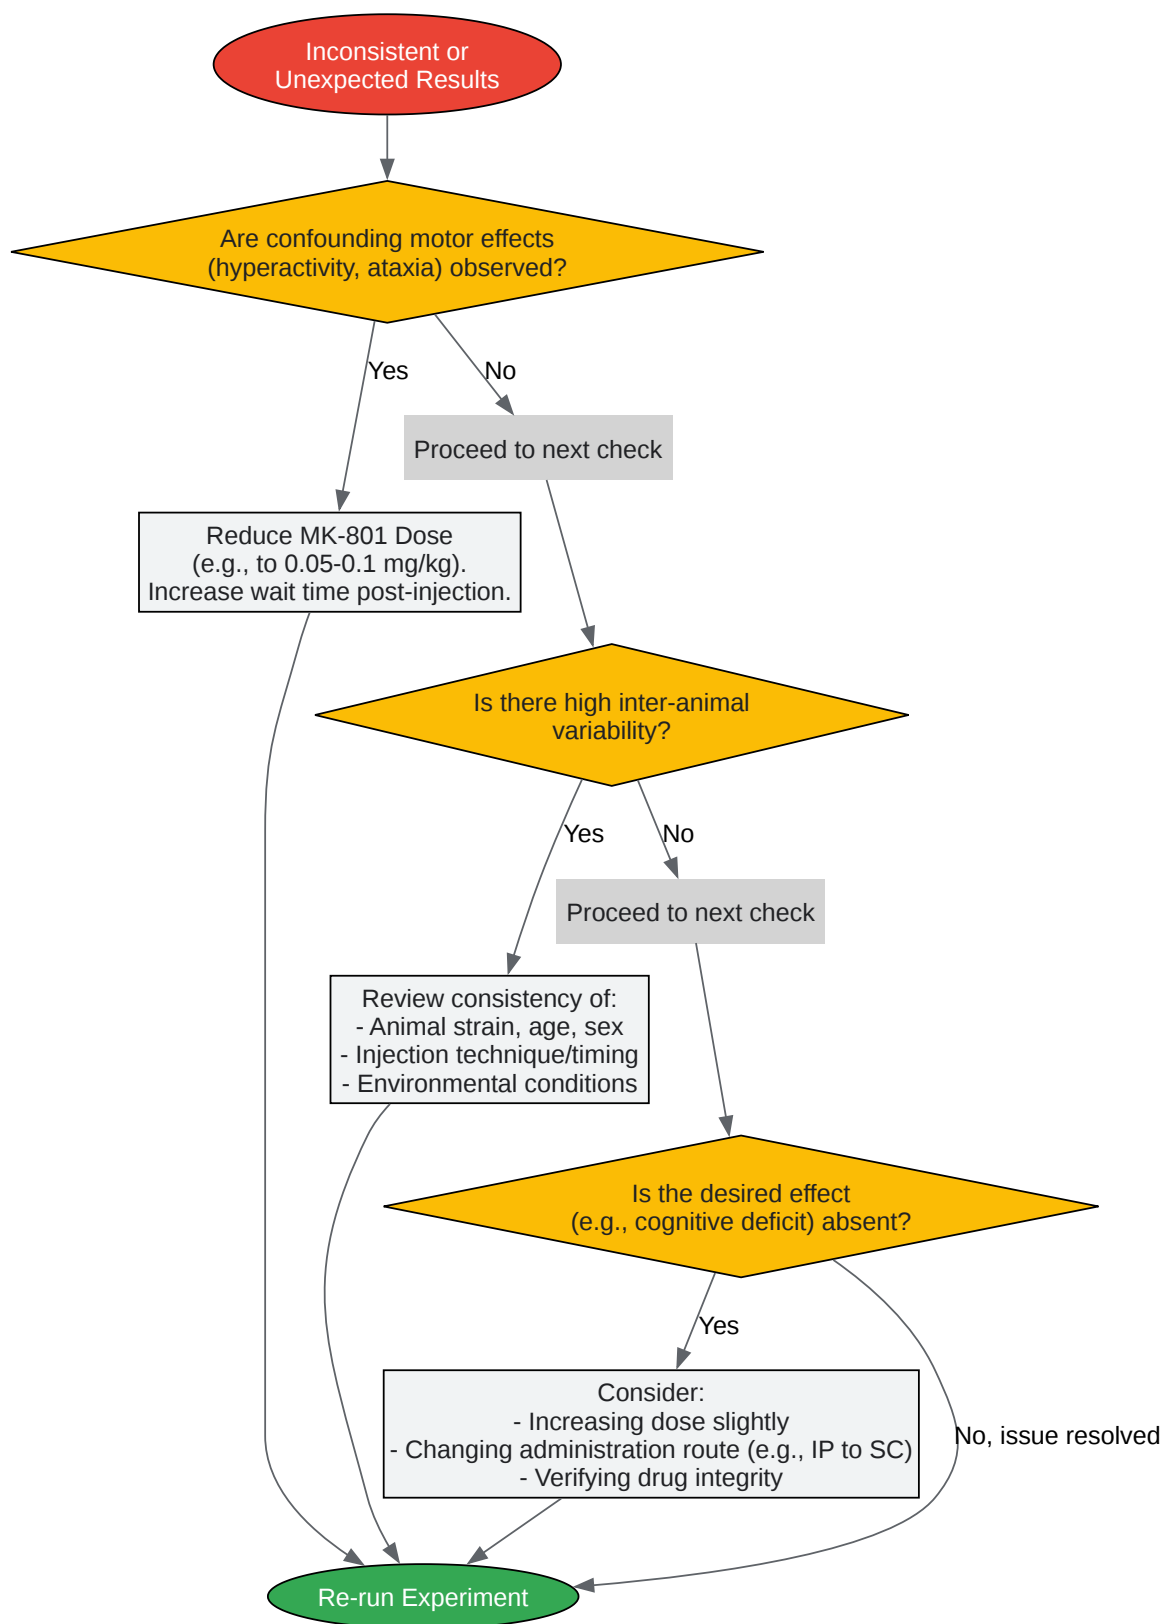 Inconsistent or
Unexpected Results
Are confounding motor effects
(hyperactivity, ataxia) observed?
Yes
No
Proceed to next check
Reduce MK-801 Dose
(e.g., to 0.05-0.1 mg/kg).
Increase wait time post-injection.
Is there high inter-animal
variability?
Yes
No
Proceed to next check
Review consistency of:
- Animal strain, age, sex
- Injection technique/timing
- Environmental conditions
Is the desired effect
(e.g., cognitive deficit) absent?
Yes
Consider:
- Increasing dose slightly
- Changing administration route (e.g., IP to SC)
- Verifying drug integrity
No, issue resolved
Re-run Experiment